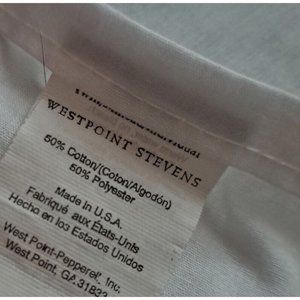 WESTPOINT STEVENS
50% Cotton/(Coton/Algodón)
50% Polyester
Made in U.S.A.
Fabriqué aux États-Unis
Hecho en los Estados Unidos
West Point-Pepperell, Inc.
West Point, GA.31833